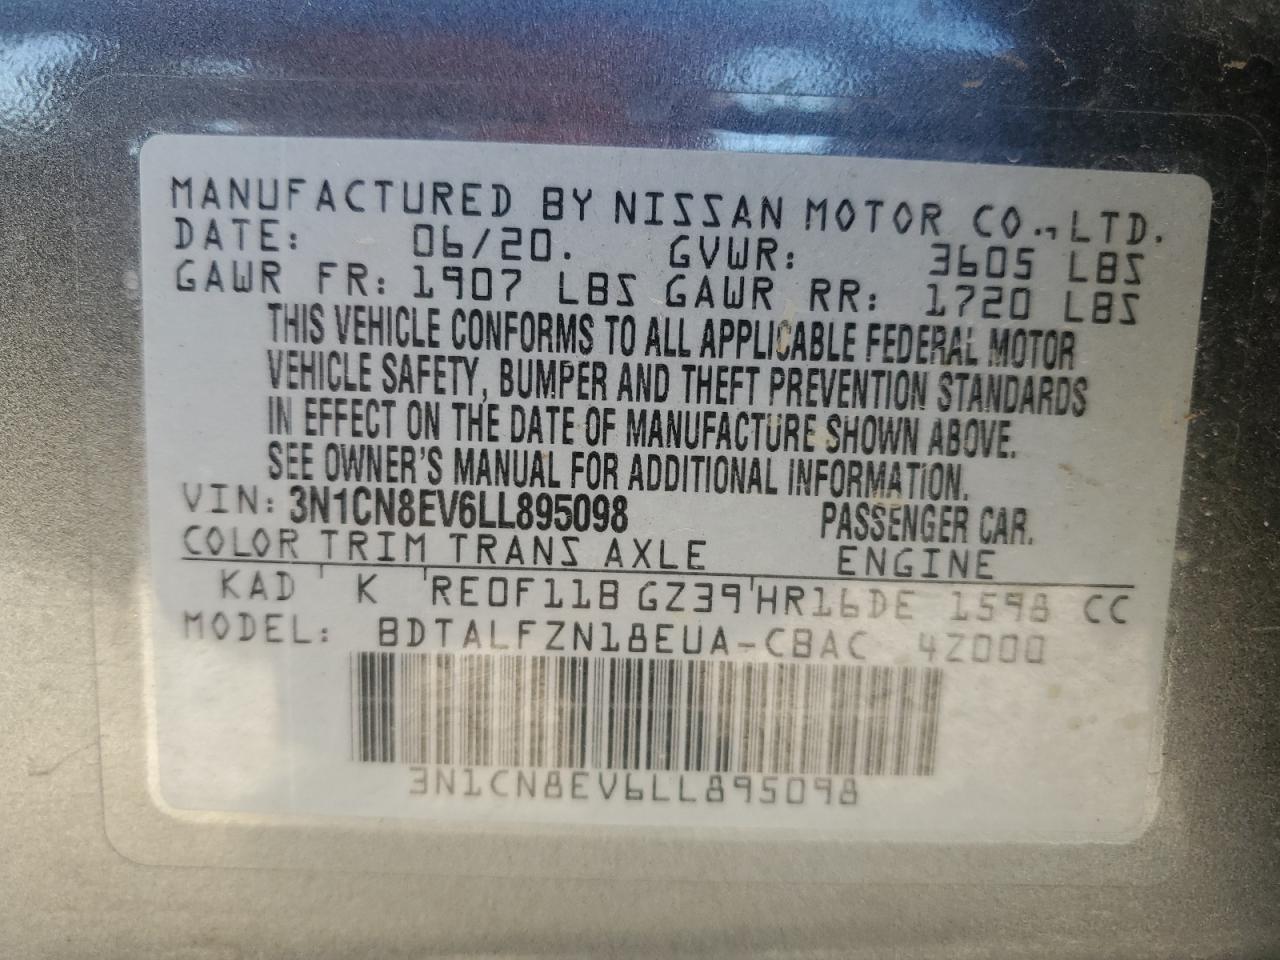 MANUFACTURED BY NISSAN MOTOR CO., LTD.
DATE: 06/20. GVWR: 3605 LBS
GAWR FR: 1907 LBS GAWR RR: 1720 LBS
THIS VEHICLE CONFORMS TO ALL APPLICABLE FEDERAL MOTOR
VEHICLE SAFETY, BUMPER AND THEFT PREVENTION STANDARDS
IN EFFECT ON THE DATE OF MANUFACTURE SHOWN ABOVE.
SEE OWNER'S MANUAL FOR ADDITIONAL INFORMATION.
VIN: 3N1CN8EV6LL895098 PASSENGER CAR.
COLOR TRIM TRANS AXLE ENGINE
KAD K RE0F11B GZ39 HR16DE 1598 CC
MODEL: BDTALFZN18EUA-CBAC 4Z000
3N1CN8EV6LL895098